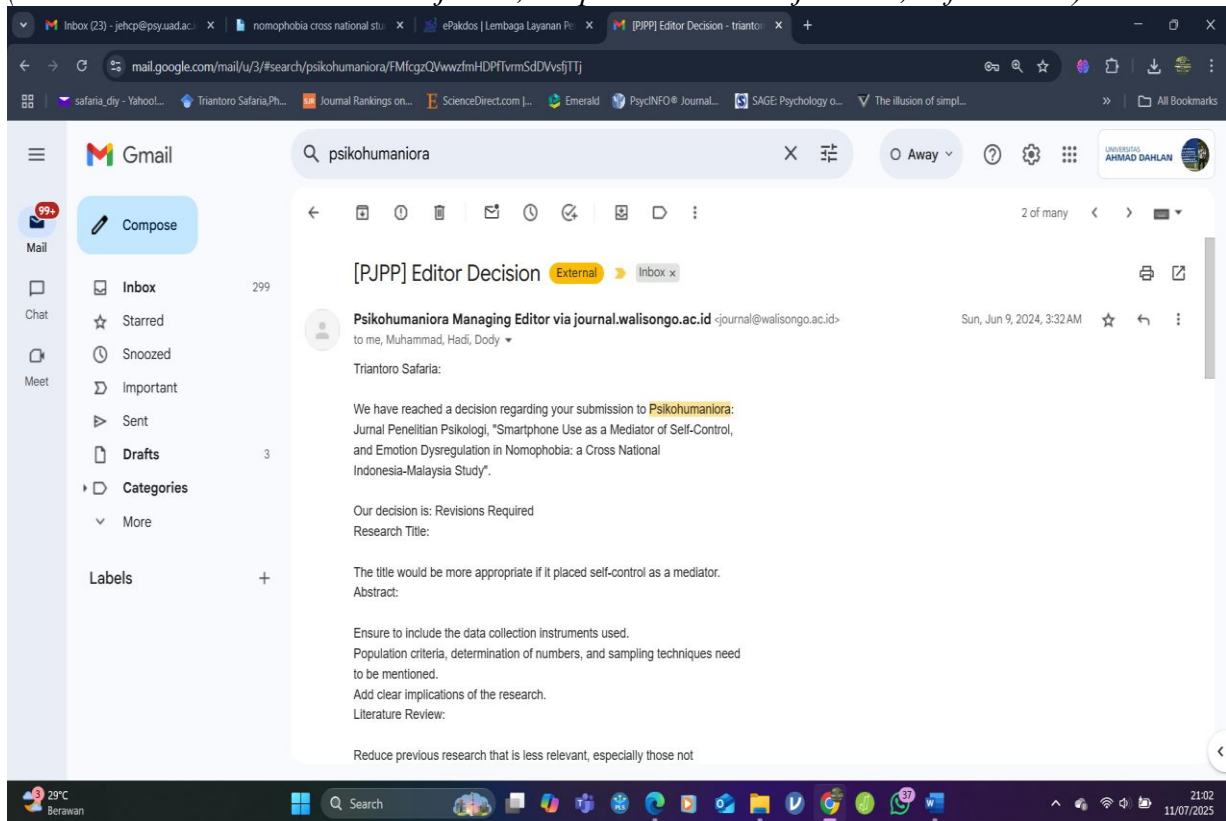 Inbox (23) - jehcp@psy.uad.ac.i
nomophobia cross national stu
ePakdos | Lembaga Layanan Pe
[PJPP] Editor Decision - trianton
mail.google.com/mail/u/3/#search/psikohumaniora/FMfcgzQVwwzfmHDPfTvrmSdDVvsfjTTj
safaria_diy - Yahoo!...
Triantoro Safaria,Ph...
Journal Rankings on...
ScienceDirect.com |...
Emerald
PsycINFO® Journal...
SAGE: Psychology o...
The illusion of simpl...
All Bookmarks
Gmail
psikohumaniora
Away
UNIVERSITAS
AHMAD DAHLAN
99+
Mail
Chat
Meet
Compose
2 of many
Inbox 299
Starred
Snoozed
Important
Sent
Drafts 3
Categories
More
Labels
[PJPP] Editor Decision External Inbox x
Psikohumaniora Managing Editor via journal.walisongo.ac.id <journal@walisongo.ac.id>
Sun, Jun 9, 2024, 3:32 AM
to me, Muhammad, Hadi, Dody
Triantoro Safaria:
We have reached a decision regarding your submission to Psikohumaniora:
Jurnal Penelitian Psikologi, "Smartphone Use as a Mediator of Self-Control,
and Emotion Dysregulation in Nomophobia: a Cross National
Indonesia-Malaysia Study".
Our decision is: Revisions Required
Research Title:
The title would be more appropriate if it placed self-control as a mediator.
Abstract:
Ensure to include the data collection instruments used.
Population criteria, determination of numbers, and sampling techniques need
to be mentioned.
Add clear implications of the research.
Literature Review:
Reduce previous research that is less relevant, especially those not
3
29°C
Berawan
Search
37
21:02
11/07/2025